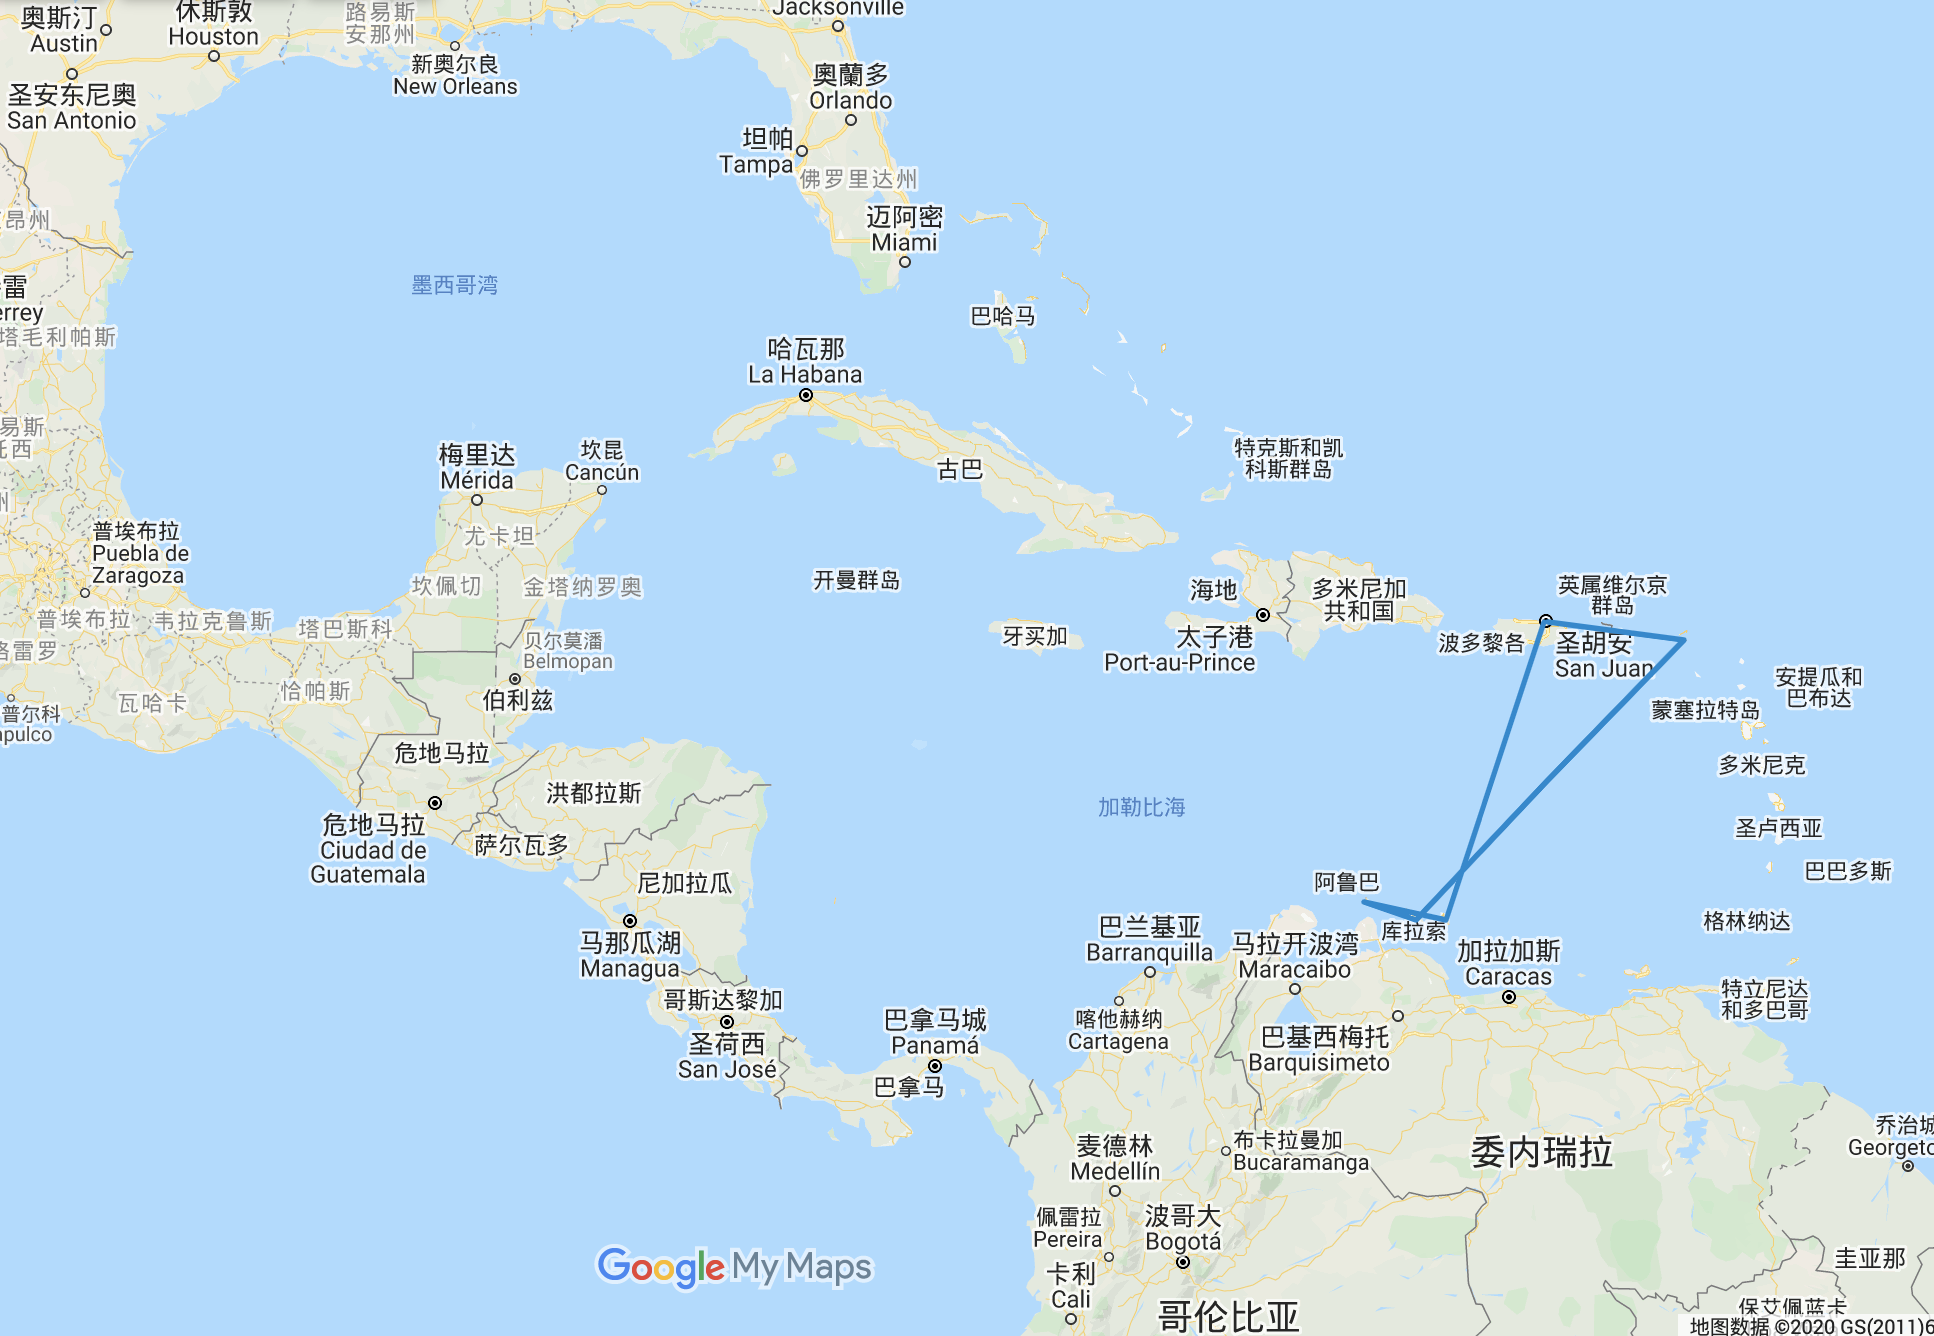 奥斯汀
Austin
休斯敦
Houston
路易斯
安那州
新奥尔良
New Orleans
Jacksonville
圣安东尼奥
San Antonio
奥蘭多
Orlando
坦帕
Tampa
佛罗里达州
迈阿密
Miami
昂州
雷
errey
塔毛利帕斯
墨西哥湾
巴哈马
哈瓦那
La Habana
易斯
托西
州
梅里达
Mérida
坎昆
Cancún
古巴
特克斯和凯
科斯群岛
普埃布拉
Puebla de
Zaragoza
尤卡坦
坎佩切
金塔纳罗奥
开曼群岛
海地
多米尼加
共和国
英属维尔京
群岛
普埃布拉
韦拉克鲁斯
塔巴斯科
贝尔莫潘
Belmopan
牙买加
太子港
Port-au-Prince
波多黎各
圣胡安
San Juan
格雷罗
瓦哈卡
恰帕斯
伯利兹
安提瓜和
巴布达
普尔科
apulco
蒙塞拉特岛
危地马拉
洪都拉斯
多米尼克
危地马拉
Ciudad de
Guatemala
萨尔瓦多
加勒比海
圣卢西亚
尼加拉瓜
阿鲁巴
巴巴多斯
马那瓜湖
Managua
巴兰基亚
Barranquilla
马拉开波湾
Maracaibo
库拉索
加拉加斯
Caracas
格林纳达
哥斯达黎加
圣荷西
San José
巴拿马城
Panamá
巴拿马
喀他赫纳
Cartagena
巴基西梅托
Barquisimeto
特立尼达
和多巴哥
麦德林
Medellín
布卡拉曼加
Bucaramanga
委内瑞拉
乔治城
Georgeto
佩雷拉
Pereira
波哥大
Bogotá
卡利
Cali
圭亚那
Google My Maps
哥伦比亚
保艾佩蓝卡
地图数据 ©2020 GS(2011)6